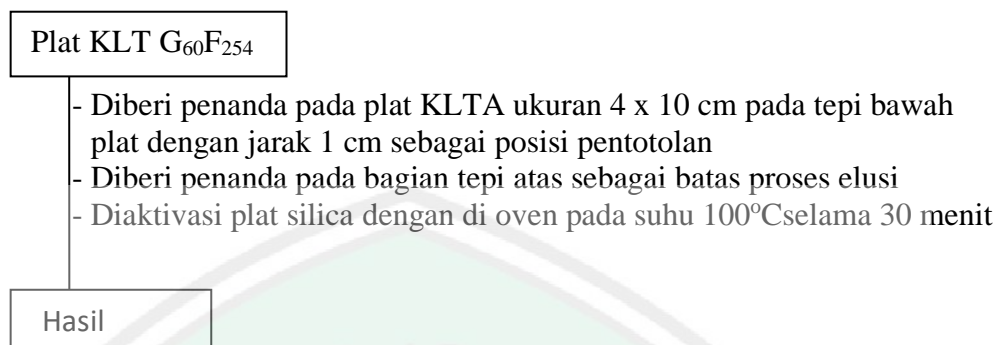 Plat KLT G₆₀F₂₅₄
- Diberi penanda pada plat KLTA ukuran 4 x 10 cm pada tepi bawah
plat dengan jarak 1 cm sebagai posisi pentotolan
- Diberi penanda pada bagian tepi atas sebagai batas proses elusi
- Diaktivasi plat silica dengan di oven pada suhu 100°Cselama 30 menit
Hasil